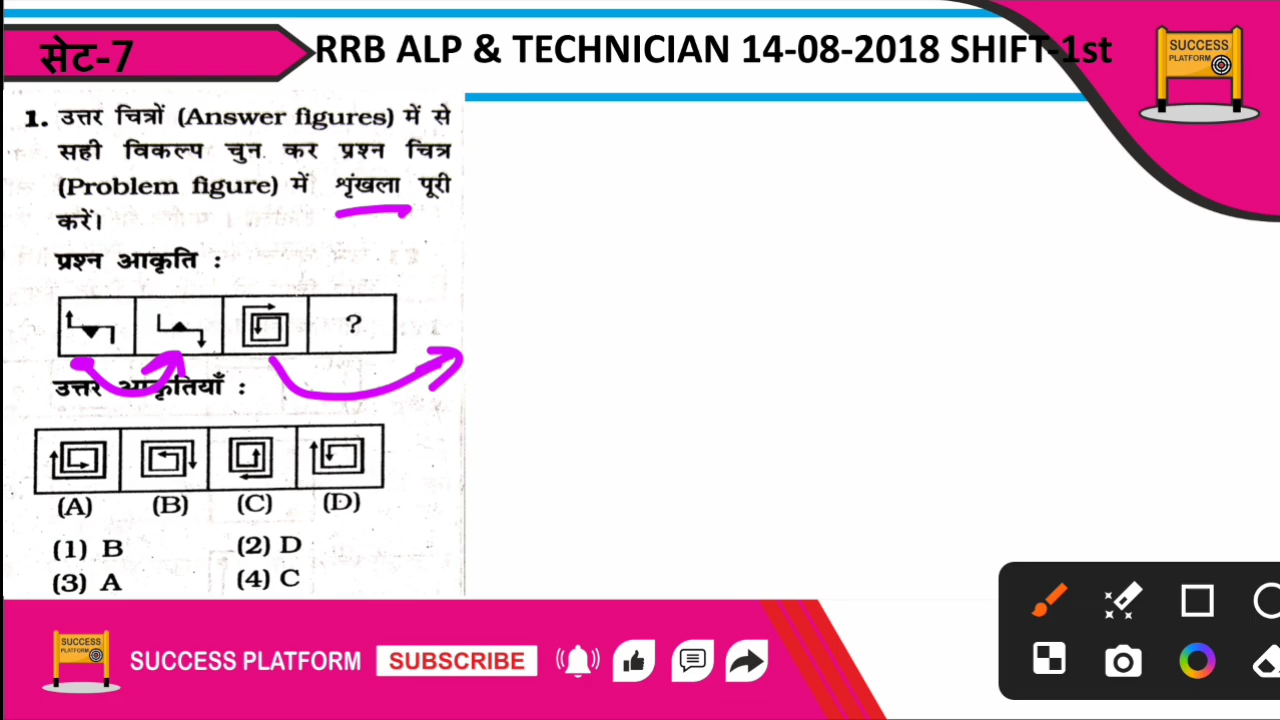 सेट-7
RRB ALP & TECHNICIAN 14-08-2018 SHIFT-1st
SUCCESS
PLATFORM
1. उत्तर चित्रों (Answer figures) में से
सही विकल्प चुन कर प्रश्न चित्र
(Problem figure) में शृंखला पूरी
करें।
प्रश्न आकृति :
?
उत्तर आकृतियाँ :
(A) (B) (C) (D)
(1) B (2) D
(3) A (4) C
SUCCESS
PLATFORM
SUCCESS PLATFORM SUBSCRIBE